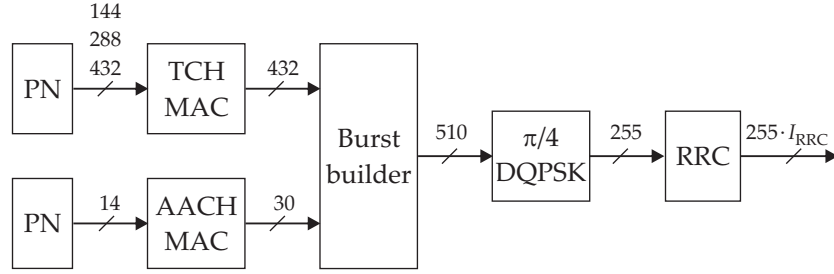 144
288
432
PN
TCH
MAC
432
Burst
builder
510
π/4
DQPSK
255
RRC
255·I_RRC
PN
14
AACH
MAC
30